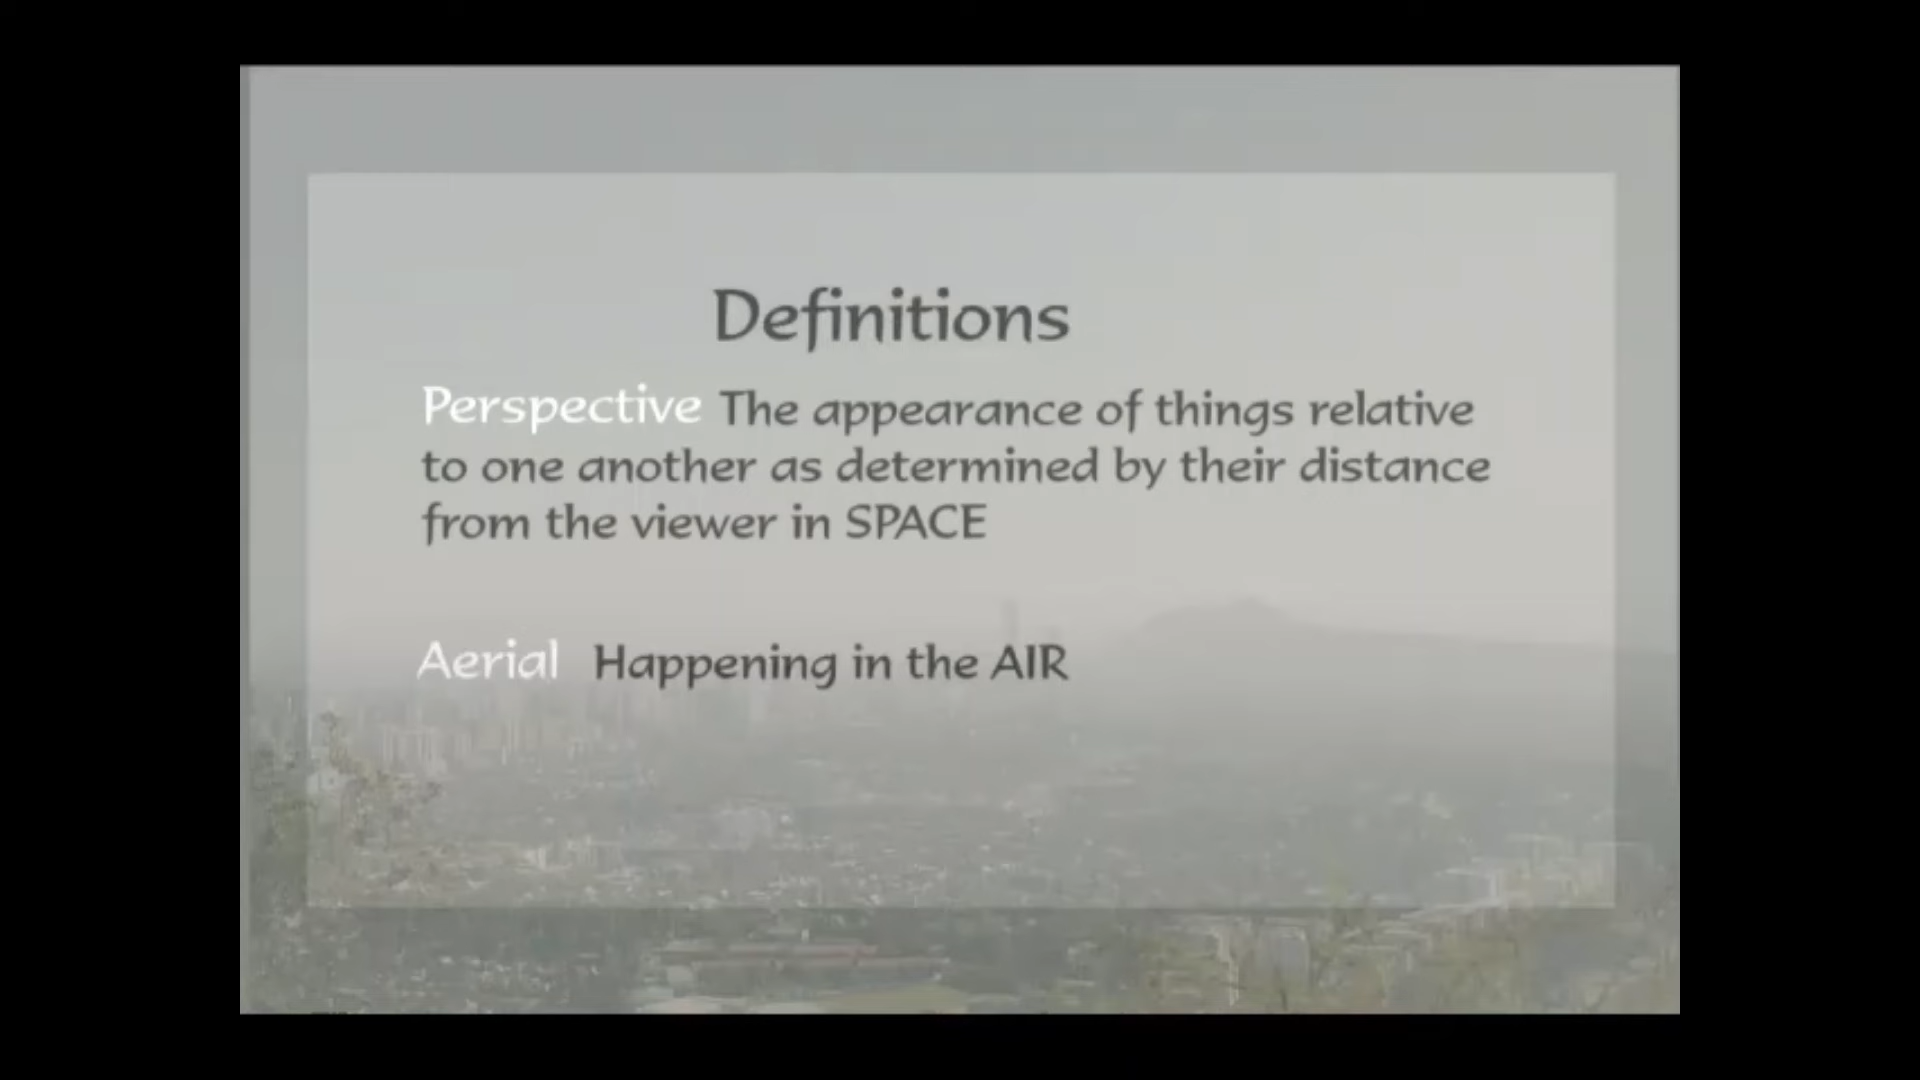 Definitions
Perspective The appearance of things relative
to one another as determined by their distance
from the viewer in SPACE
Aerial Happening in the AIR